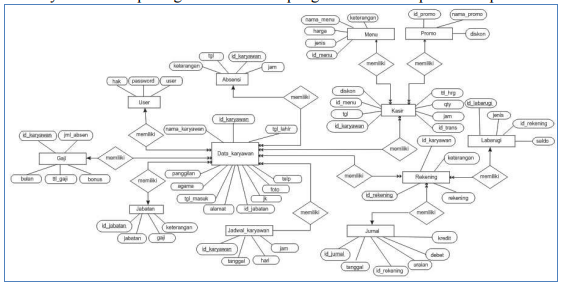 nama_menu
keterangan
harga
jenis
id_menu
Menu
id_promo
nama_promo
diskon
Promo
memiliki
memiliki
tgl
id_karyawan
keterangan
jam
Absensi
hak
password
user
User
memiliki
memiliki
diskon
id_menu
tgl
id_karyawan
Kasir
ttl_hrg
qty
jam
id_trans
id_labarugi
jenis
id_rekening
saldo
Labarugi
id_karyawan
nama_karyawan
tgl_lahir
memiliki
id_karyawan
jml_absen
Gaji
bulan
ttl_gaji
bonus
memiliki
Data_karyawan
panggilan
agama
tgl_masuk
alamat
id_jabatan
jk
foto
telp
memiliki
id_karyawan
keterangan
Rekening
id_rekening
rekening
memiliki
memiliki
Jabatan
id_jabatan
jabatan
gaji
keterangan
memiliki
Jadwal_karyawan
id_karyawan
tanggal
hari
jam
memiliki
Jurnal
id_jurnal
tanggal
id_rekening
uraian
debet
kredit